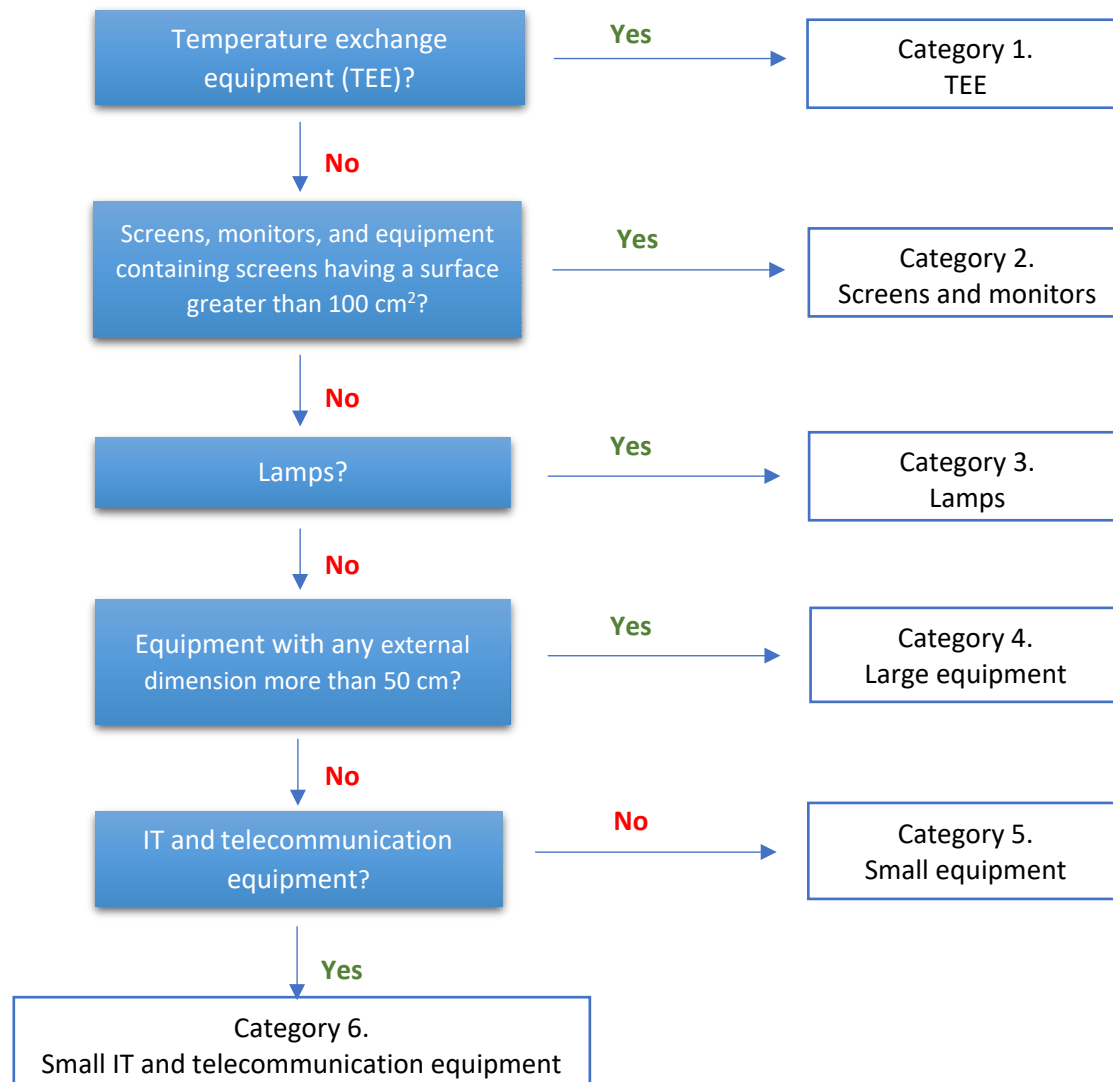 Temperature exchange
equipment (TEE)?
Yes
Category 1.
TEE
No
Screens, monitors, and equipment
containing screens having a surface
greater than 100 cm²?
Yes
Category 2.
Screens and monitors
No
Lamps?
Yes
Category 3.
Lamps
No
Equipment with any external
dimension more than 50 cm?
Yes
Category 4.
Large equipment
No
IT and telecommunication
equipment?
No
Category 5.
Small equipment
Yes
Category 6.
Small IT and telecommunication equipment